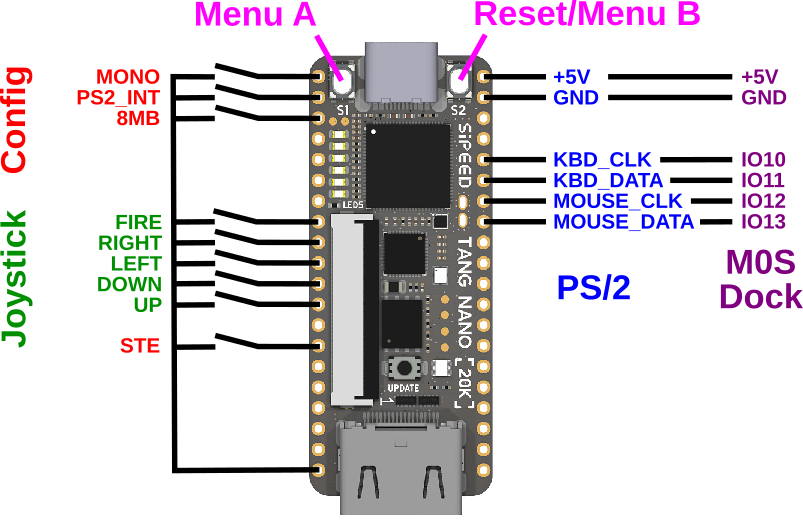 Menu A
Reset/Menu B
Config
MONO
PS2_INT
8MB
+5V
GND
+5V
GND
S1
S2
SiPEED
LEDS
KBD_CLK
KBD_DATA
MOUSE_CLK
MOUSE_DATA
IO10
IO11
IO12
IO13
Joystick
FIRE
RIGHT
LEFT
DOWN
UP
STE
TANG NANO
[20K]
PS/2
M0S
Dock
UPDATE
1